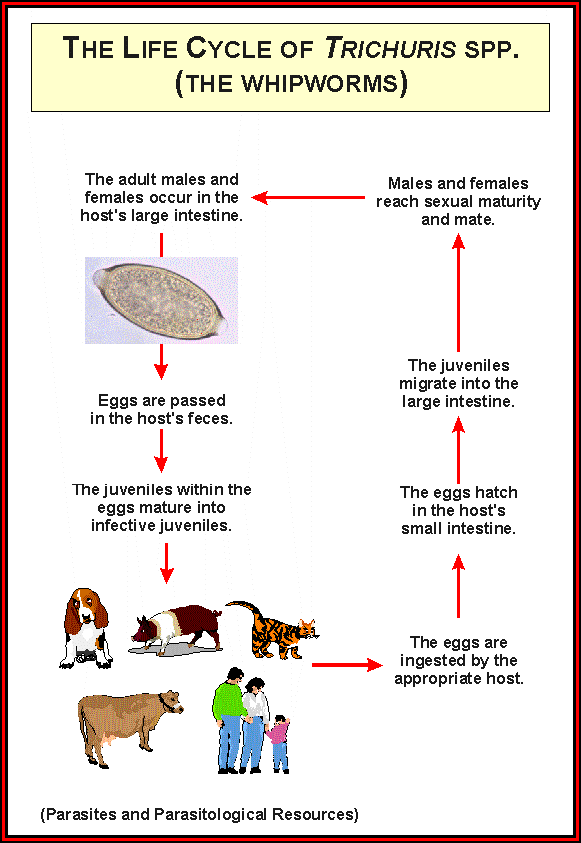 THE LIFE CYCLE OF TRICHURIS SPP.
(THE WHIPWORMS)
The adult males and
females occur in the
host's large intestine.
Eggs are passed
in the host's feces.
The juveniles within the
eggs mature into
infective juveniles.
The eggs are
ingested by the
appropriate host.
The eggs hatch
in the host's
small intestine.
The juveniles
migrate into the
large intestine.
Males and females
reach sexual maturity
and mate.
(Parasites and Parasitological Resources)